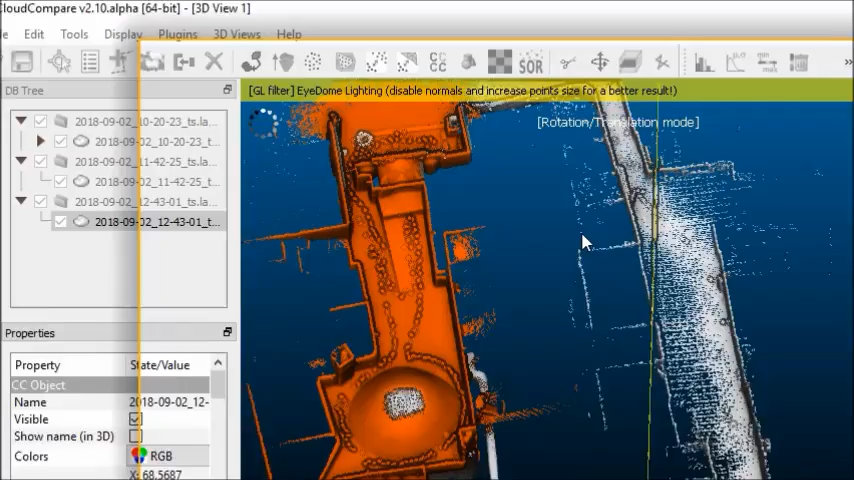 CloudCompare v2.10.alpha [64-bit] - [3D View 1]
Edit Tools Display Plugins 3D Views Help
SOR
min
max
»
DB Tree
[GL filter] EyeDome Lighting (disable normals and increase points size for a better result!)
[Rotation/Translation mode]
2018-09-02_10-20-23_ts.la...
2018-09-02_10-20-23_t...
2018-09-02_11-42-25_ts.la...
2018-09-02_11-42-25_t...
2018-09-02_12-43-01_ts.la...
2018-09-02_12-43-01_t...
Properties
Property State/Value
CC Object
Name 2018-09-02_12-
Visible
Show name (in 3D)
Colors RGB
X: 68.5687